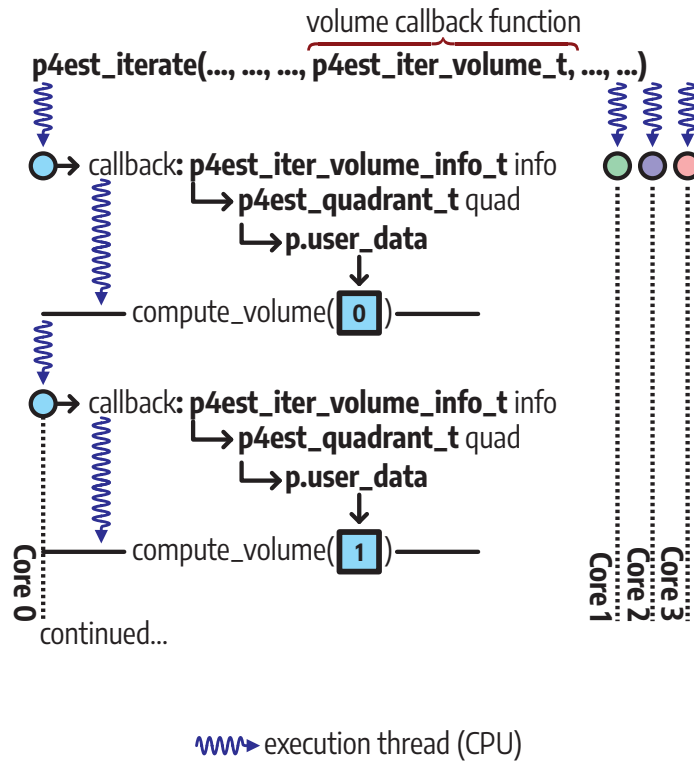 volume callback function
p4est_iterate(..., ..., ..., p4est_iter_volume_t, ..., ...)
callback: p4est_iter_volume_info_t info
p4est_quadrant_t quad
p.user_data
compute_volume( 0 )
callback: p4est_iter_volume_info_t info
p4est_quadrant_t quad
p.user_data
compute_volume( 1 )
Core 0
Core 1
Core 2
Core 3
continued...
execution thread (CPU)